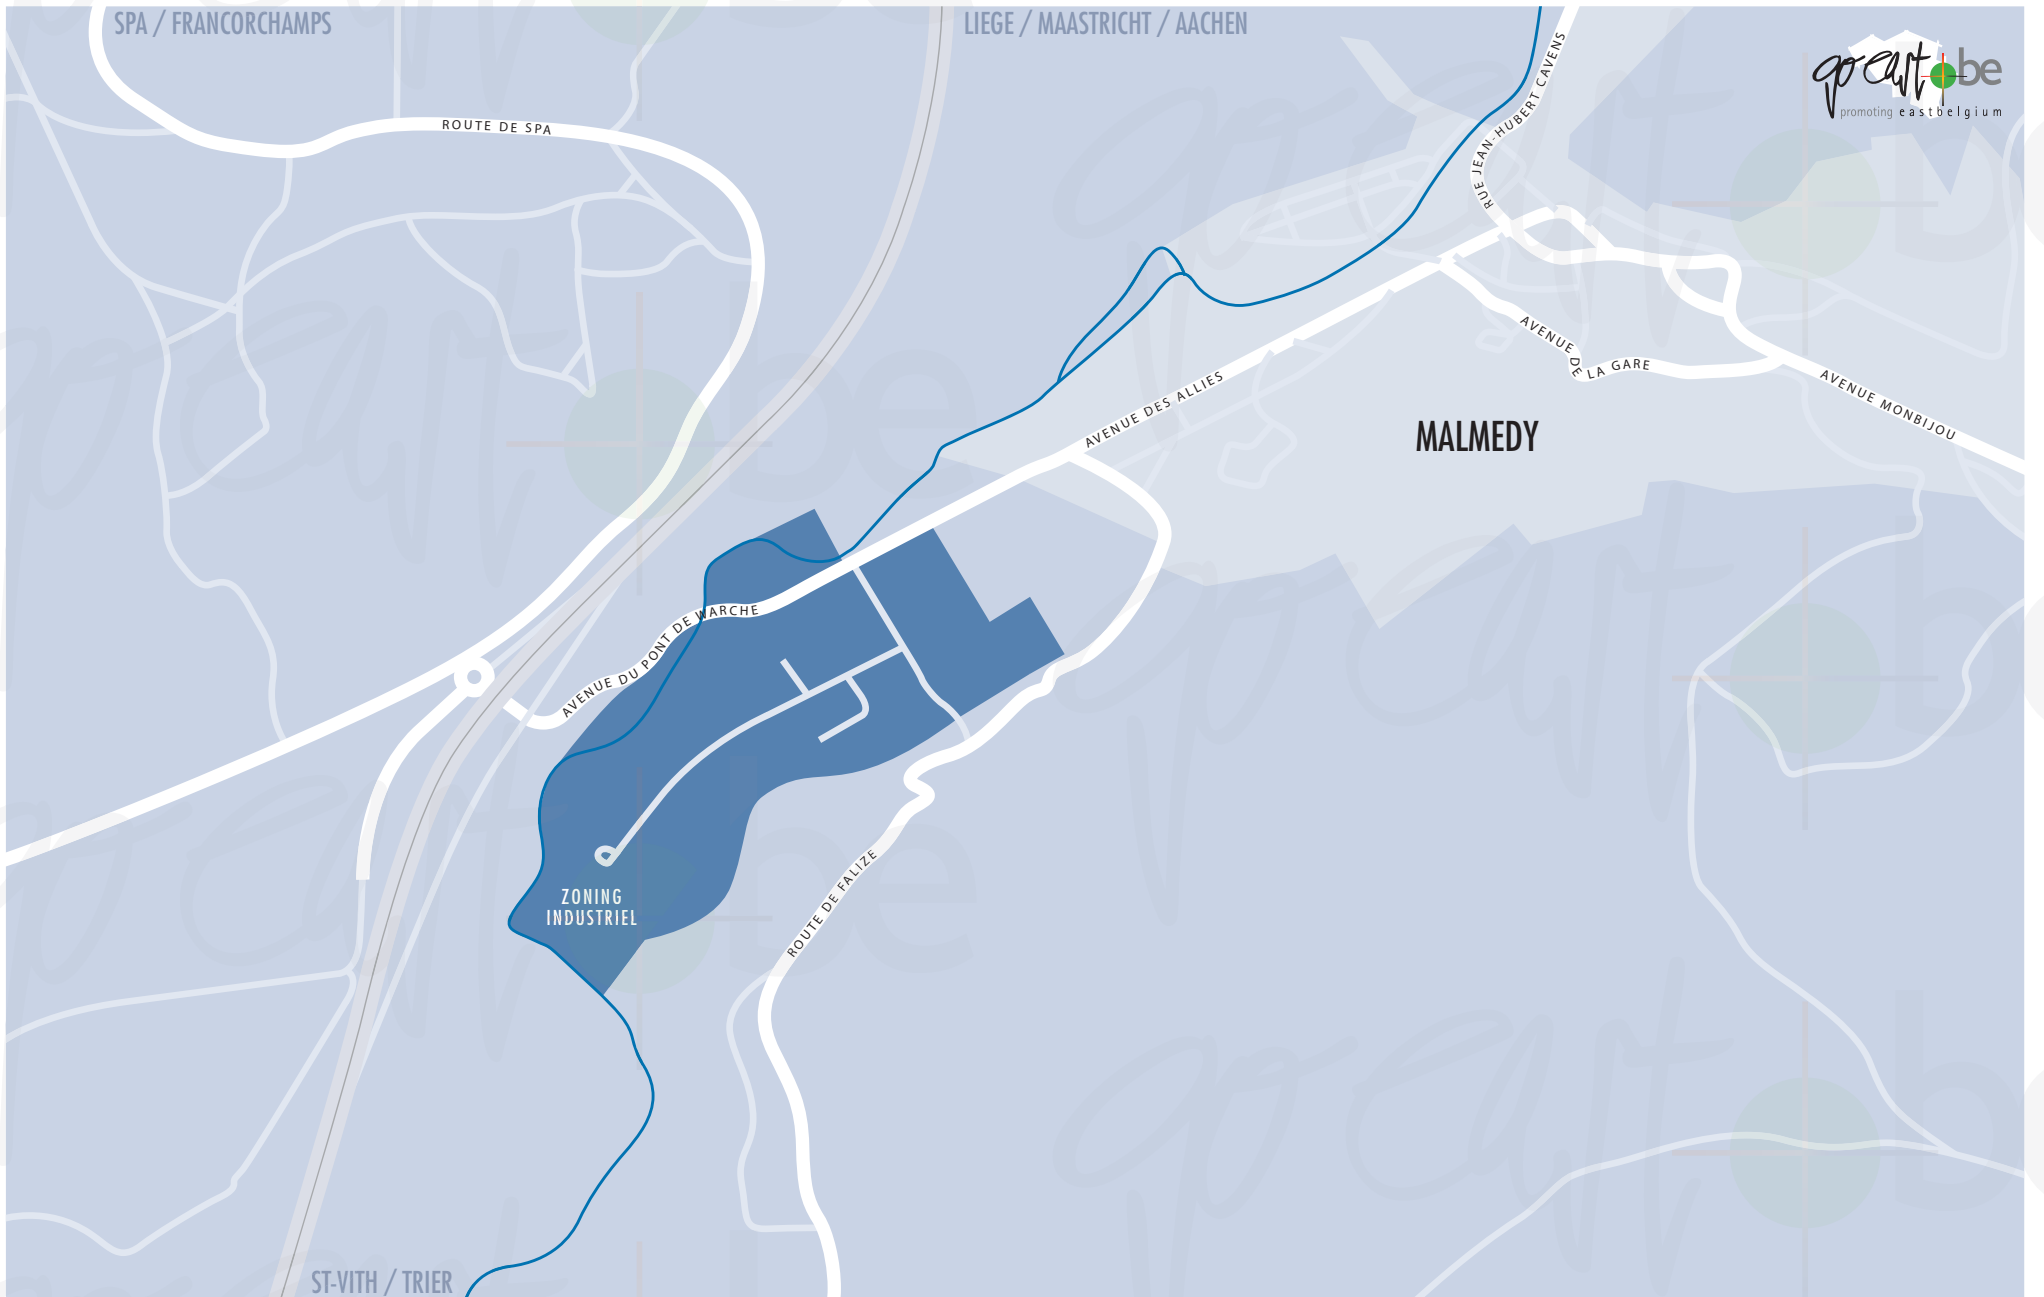 SPA / FRANCORCHAMPS
LIEGE / MAASTRICHT / AACHEN
go east be
promoting eastbelgium
ROUTE DE SPA
RUE JEAN-HUBERT CAVENS
AVENUE DE LA GARE
AVENUE MONBIJOU
AVENUE DES ALLIES
MALMEDY
AVENUE DU PONT DE WARCHE
ROUTE DE FALIZE
ZONING
INDUSTRIEL
ST-VITH / TRIER